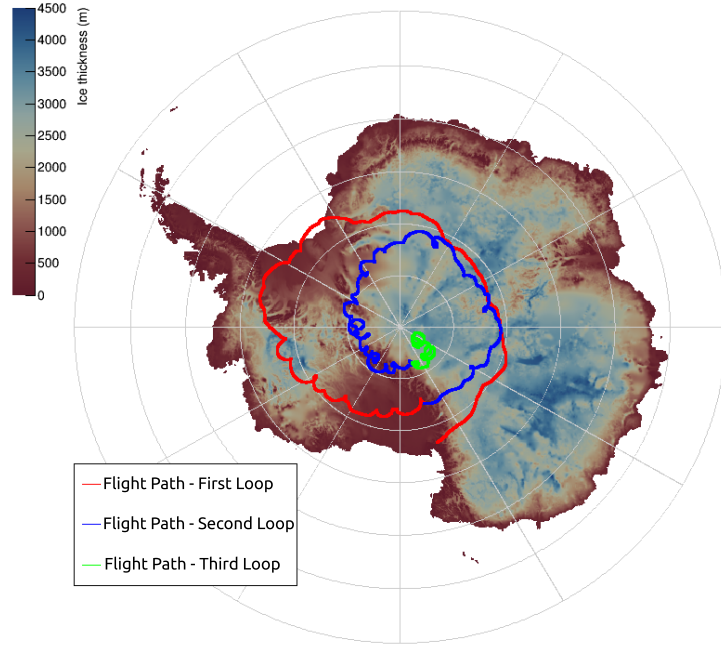 4500
4000
3500
3000
2500
2000
1500
1000
500
0
Ice thickness (m)
Flight Path - First Loop
Flight Path - Second Loop
Flight Path - Third Loop